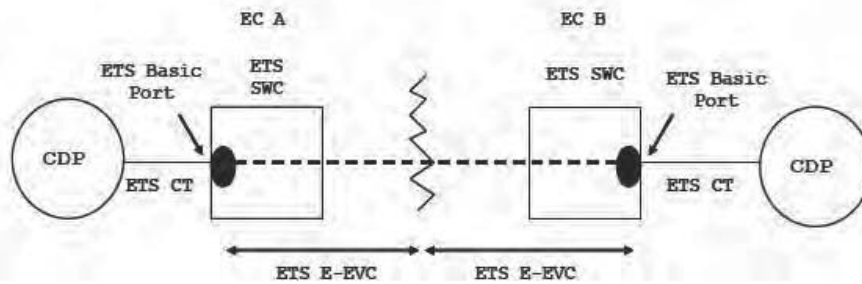 EC A
EC B
ETS Basic
Port
ETS
SWC
ETS SWC
ETS Basic
Port
CDP
ETS CT
ETS CT
CDP
ETS E-EVC
ETS E-EVC